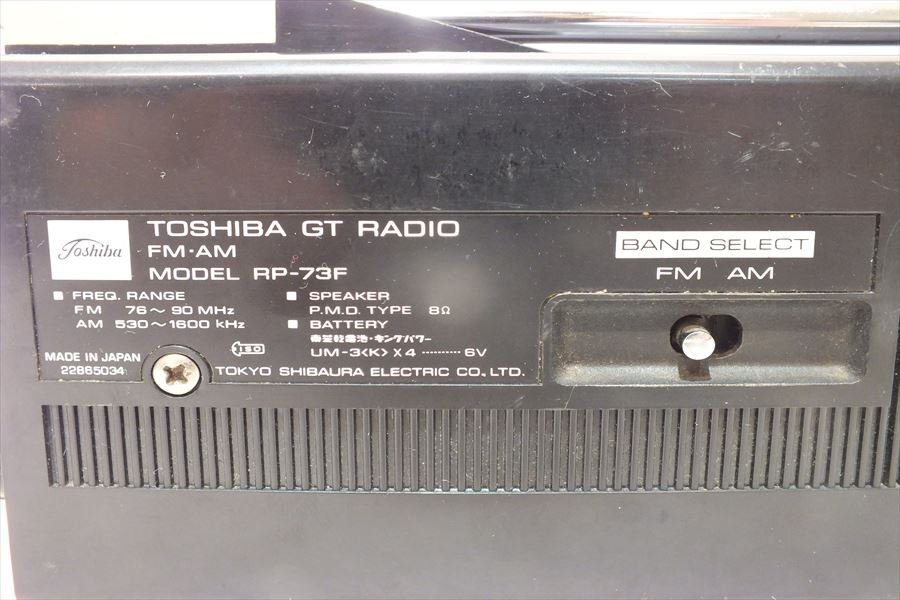 Toshiba
TOSHIBA GT RADIO
FM·AM
MODEL RP-73F
■ FREQ. RANGE
FM 76~90 MHz
AM 530~1600 kHz
■ SPEAKER
P.M.D. TYPE 8Ω
■ BATTERY
東芝乾電池・キングパワー
UM-3<K> X 4 ············ 6V
ISO
MADE IN JAPAN
22865034
TOKYO SHIBAURA ELECTRIC CO., LTD.
BAND SELECT
FM AM